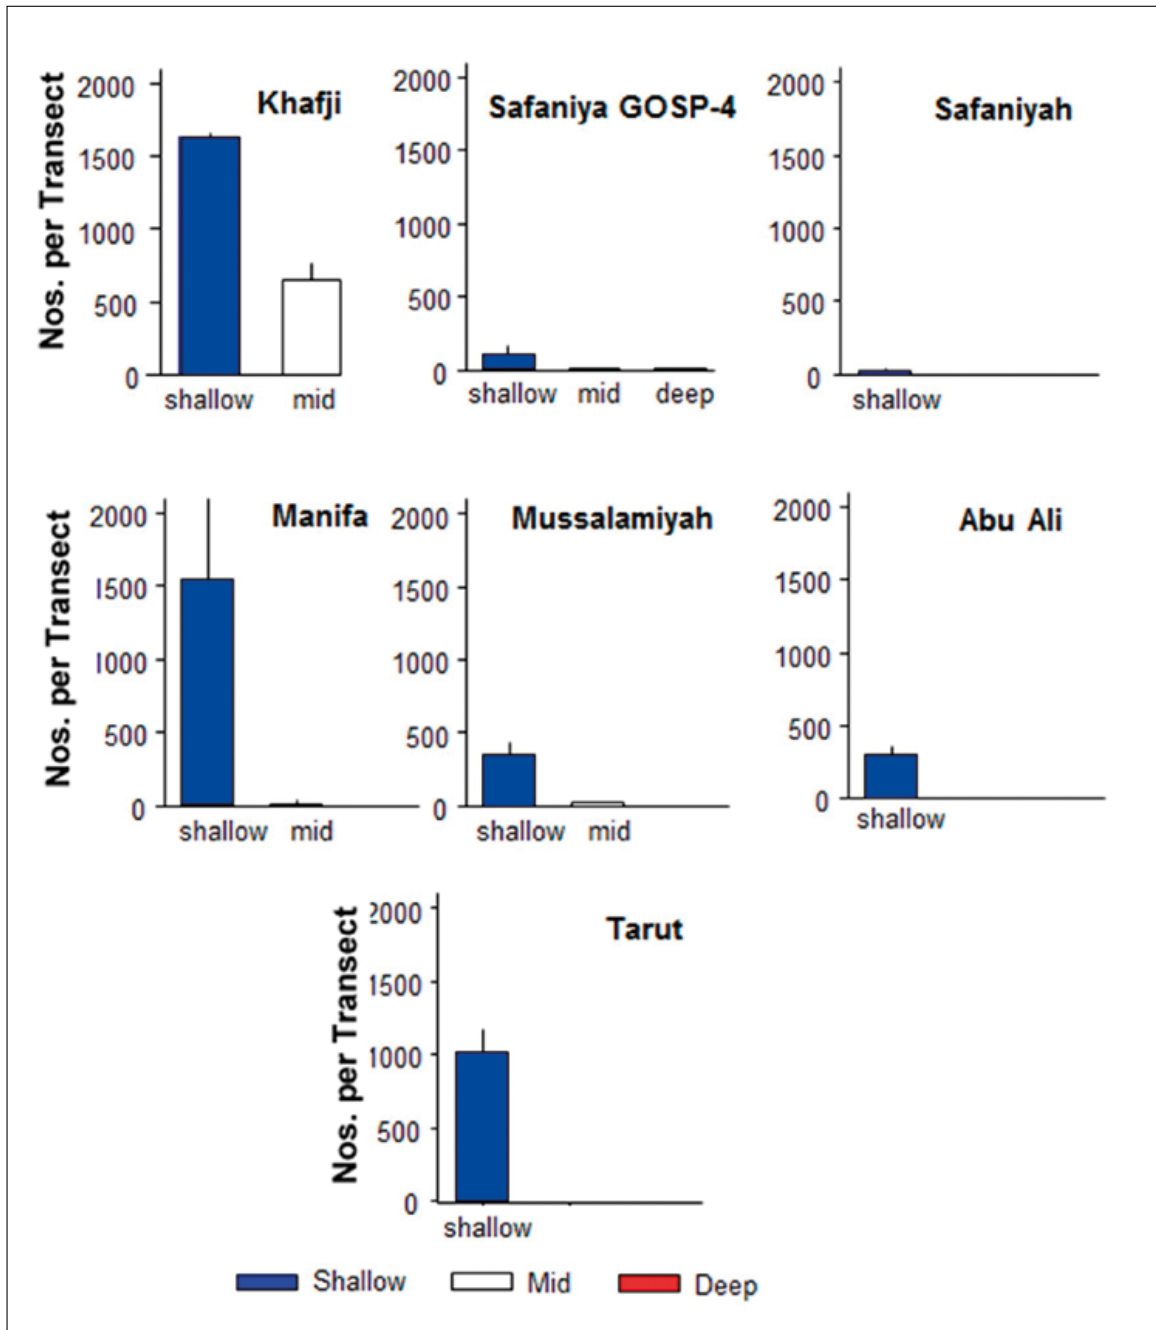 Nos. per Transect
Khafji
2000
1500
1000
500
0
shallow mid
Safaniya GOSP-4
2000
1500
1000
500
0
shallow mid deep
Safaniyah
2000
1500
1000
500
0
shallow
Nos. per Transect
Manifa
2000
1500
1000
500
0
shallow mid
Mussalamiyah
2000
1500
1000
500
0
shallow mid
Abu Ali
2000
1500
1000
500
0
shallow
Nos. per Transect
Tarut
2000
1500
1000
500
0
shallow
Shallow Mid Deep